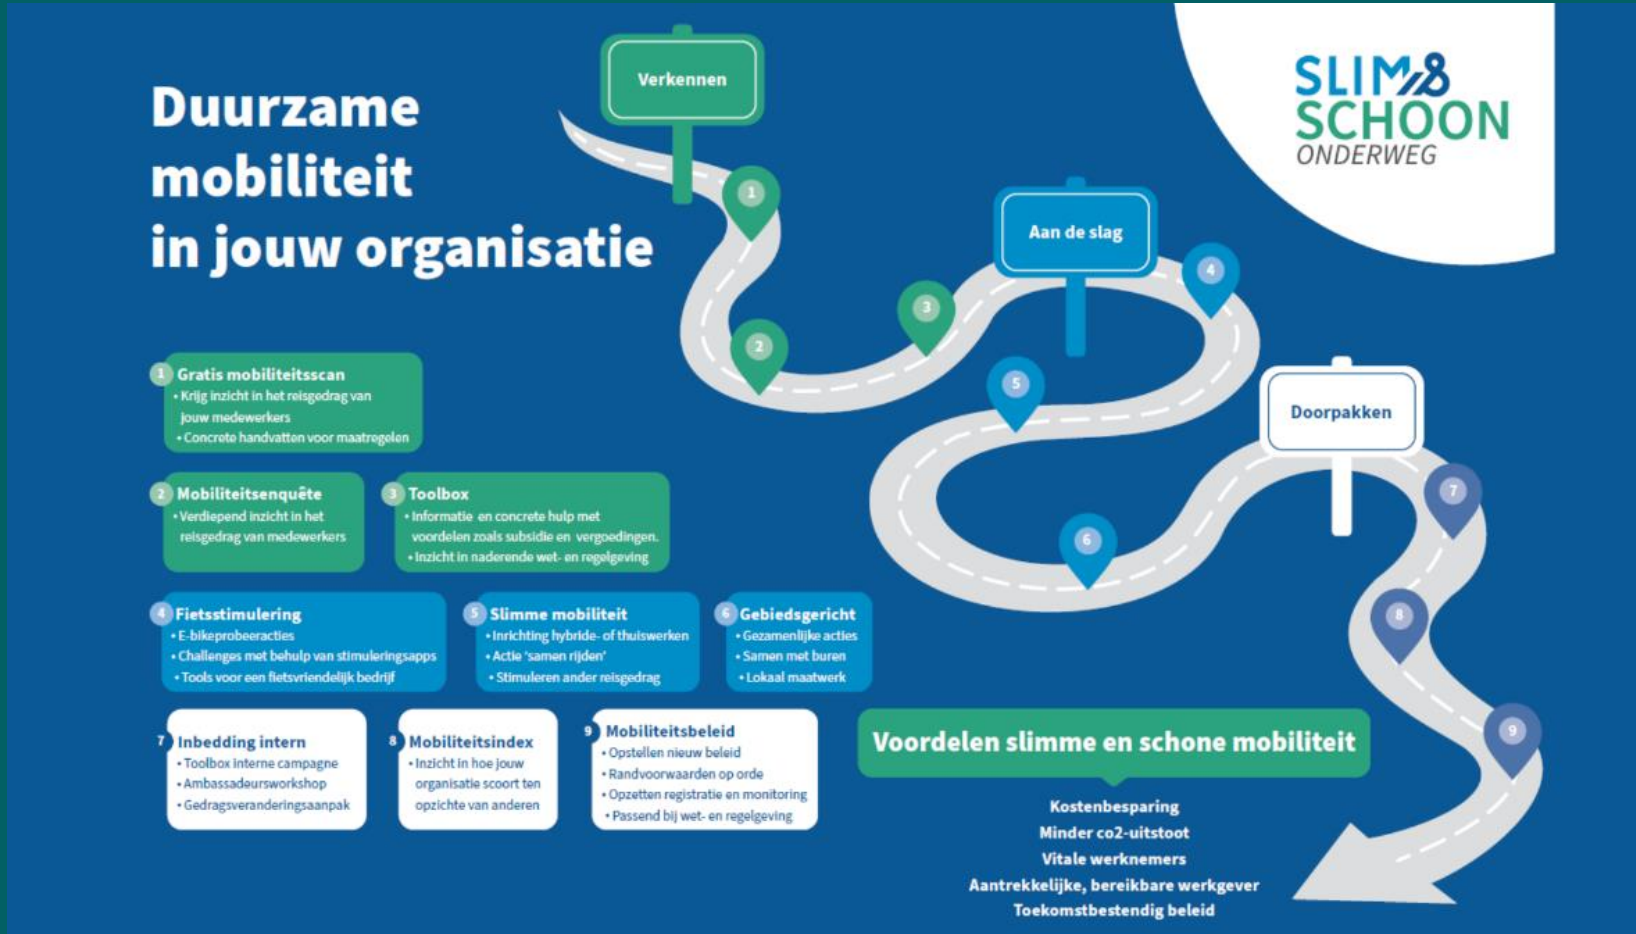 Duurzame
mobiliteit
in jouw organisatie
Verkennen
SLIM &
SCHOON
ONDERWEG
Aan de slag
Doorpakken
1
2
3
4
5
6
7
8
9
1 Gratis mobiliteitsscan
• Krijg inzicht in het reisgedrag van
jouw medewerkers
• Concrete handvatten voor maatregelen
2 Mobiliteitsenquête
• Verdiepend inzicht in het
reisgedrag van medewerkers
3 Toolbox
• Informatie en concrete hulp met
voordelen zoals subsidie en vergoedingen.
• Inzicht in naderende wet- en regelgeving
4 Fietsstimulering
• E-bikeprobeeracties
• Challenges met behulp van stimuleringsapps
• Tools voor een fietsvriendelijk bedrijf
5 Slimme mobiliteit
• Inrichting hybride- of thuiswerken
• Actie ‘samen rijden’
• Stimuleren ander reisgedrag
6 Gebiedsgericht
• Gezamenlijke acties
• Samen met buren
• Lokaal maatwerk
7 Inbedding intern
• Toolbox interne campagne
• Ambassadeursworkshop
• Gedragsveranderingsaanpak
8 Mobiliteitsindex
• Inzicht in hoe jouw
organisatie scoort ten
opzichte van anderen
9 Mobiliteitsbeleid
• Opstellen nieuw beleid
• Randvoorwaarden op orde
• Opzetten registratie en monitoring
• Passend bij wet- en regelgeving
Voordelen slimme en schone mobiliteit
Kostenbesparing
Minder co2-uitstoot
Vitale werknemers
Aantrekkelijke, bereikbare werkgever
Toekomstbestendig beleid